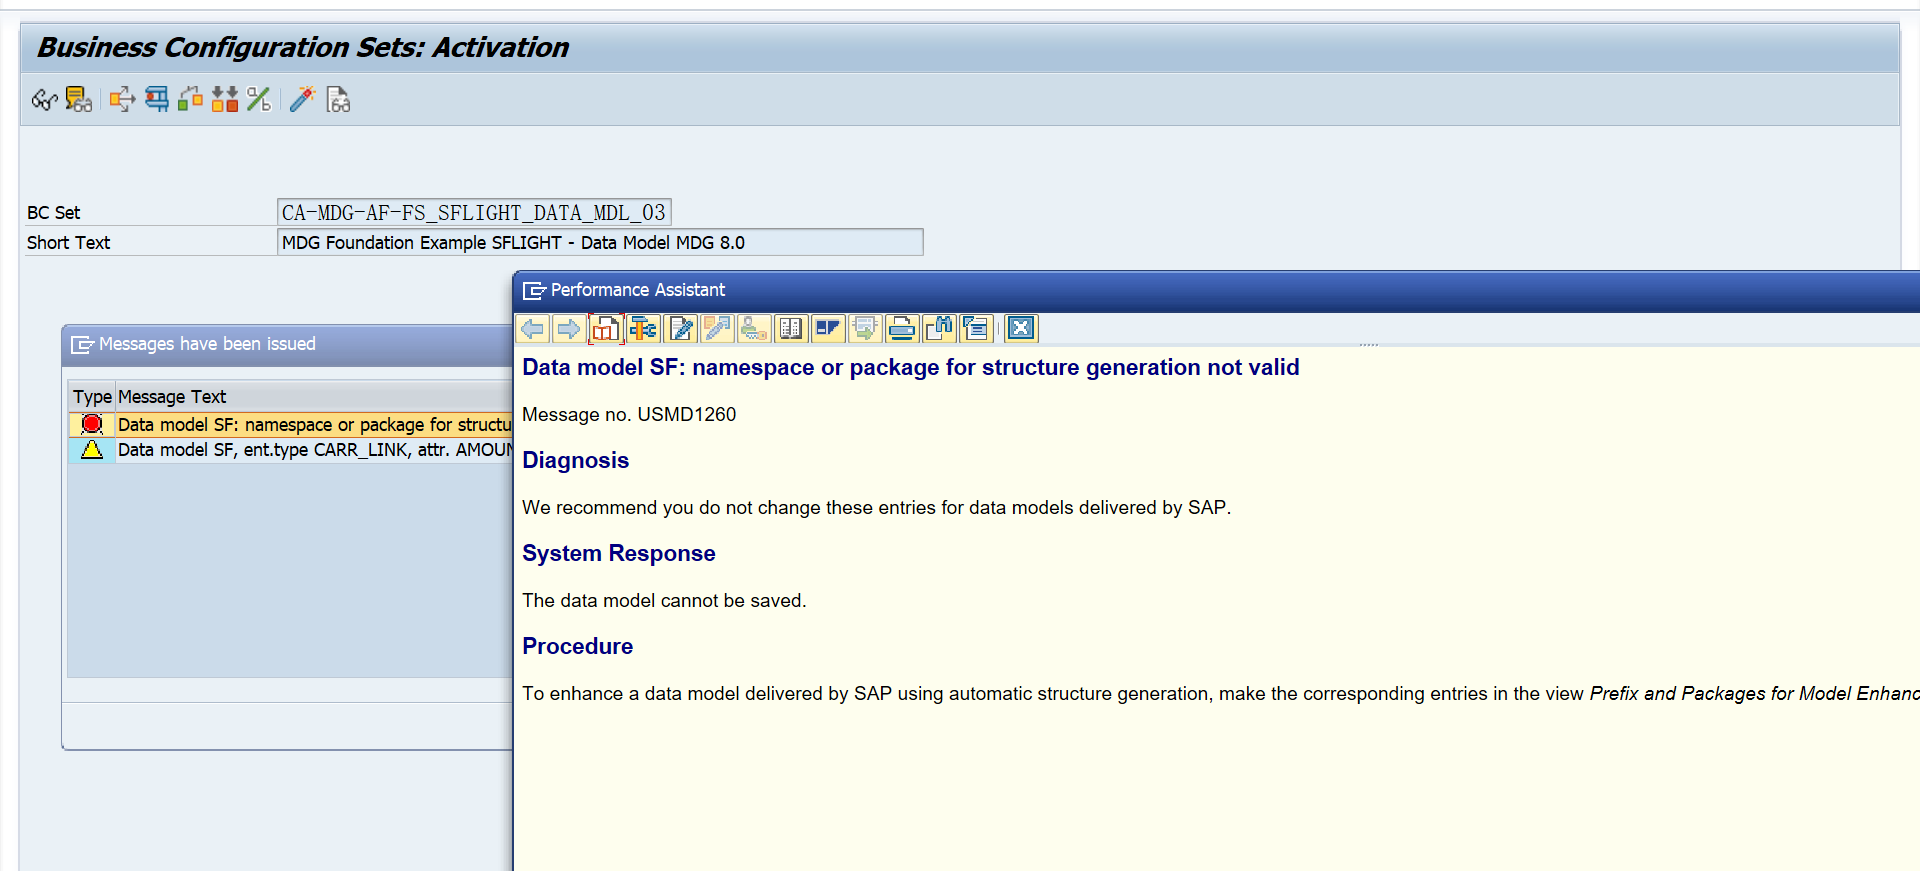 Business Configuration Sets: Activation
BC Set CA-MDG-AF-FS_SFLIGHT_DATA_MDL_03
Short Text MDG Foundation Example SFLIGHT - Data Model MDG 8.0
Performance Assistant
Messages have been issued
Type Message Text
Data model SF: namespace or package for structu
Data model SF, ent.type CARR_LINK, attr. AMOUN
Data model SF: namespace or package for structure generation not valid
Message no. USMD1260
Diagnosis
We recommend you do not change these entries for data models delivered by SAP.
System Response
The data model cannot be saved.
Procedure
To enhance a data model delivered by SAP using automatic structure generation, make the corresponding entries in the view Prefix and Packages for Model Enhanc